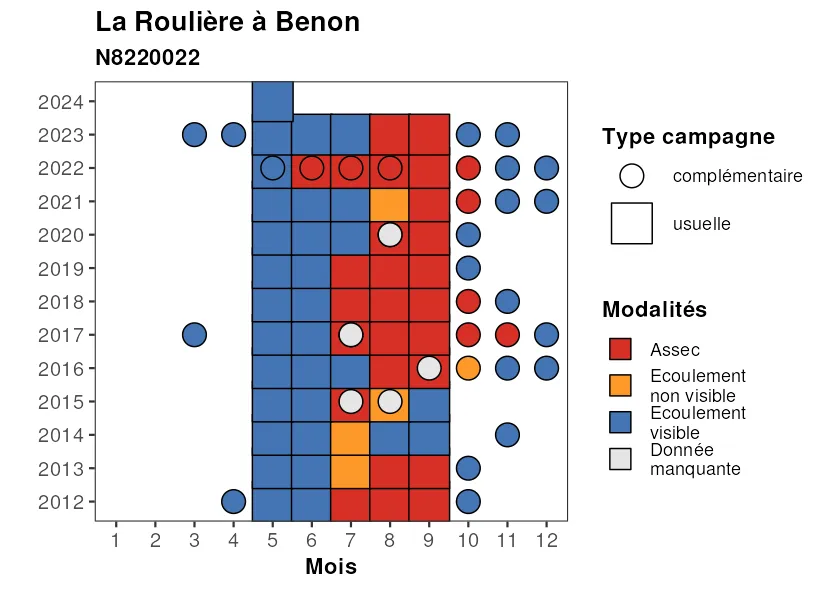 La Roulière à Benon
N8220022
2024
2023
2022
2021
2020
2019
2018
2017
2016
2015
2014
2013
2012
1 2 3 4 5 6 7 8 9 10 11 12
Mois
Type campagne
complémentaire
usuelle
Modalités
Assec
Ecoulement
non visible
Ecoulement
visible
Donnée
manquante